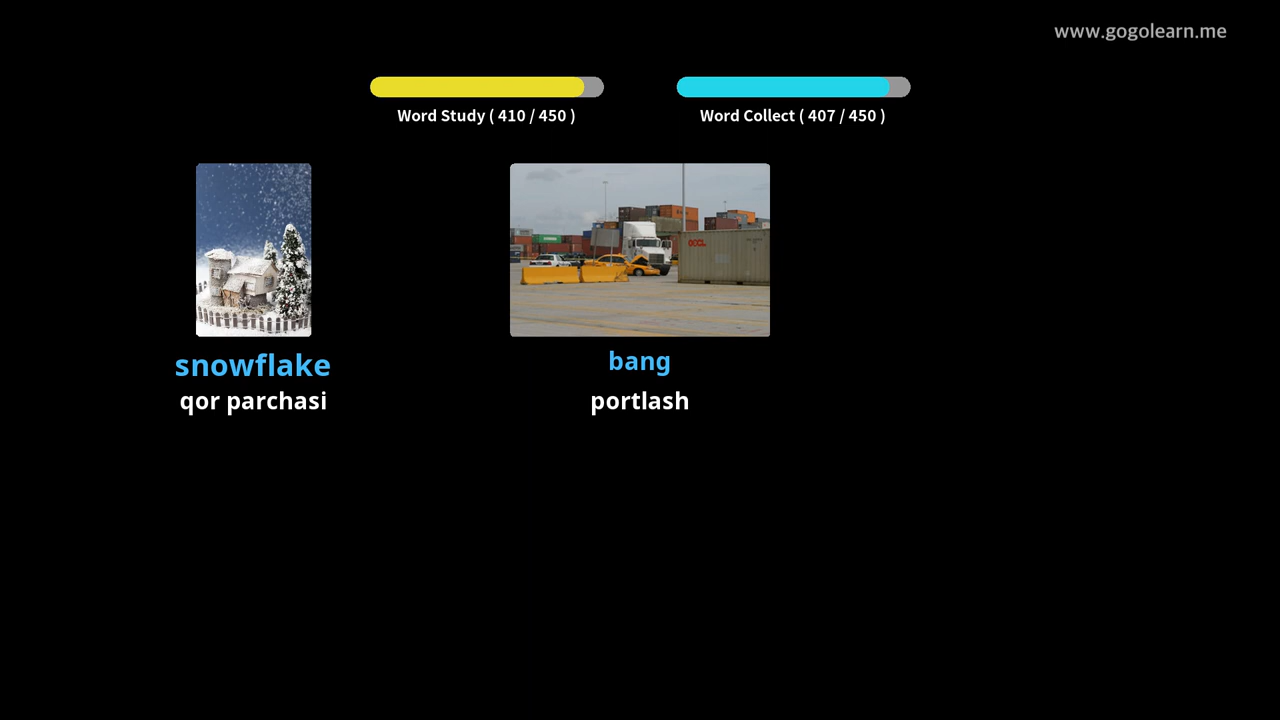 www.gogolearn.me
Word Study ( 410 / 450 )
Word Collect ( 407 / 450 )
snowflake
qor parchasi
bang
portlash